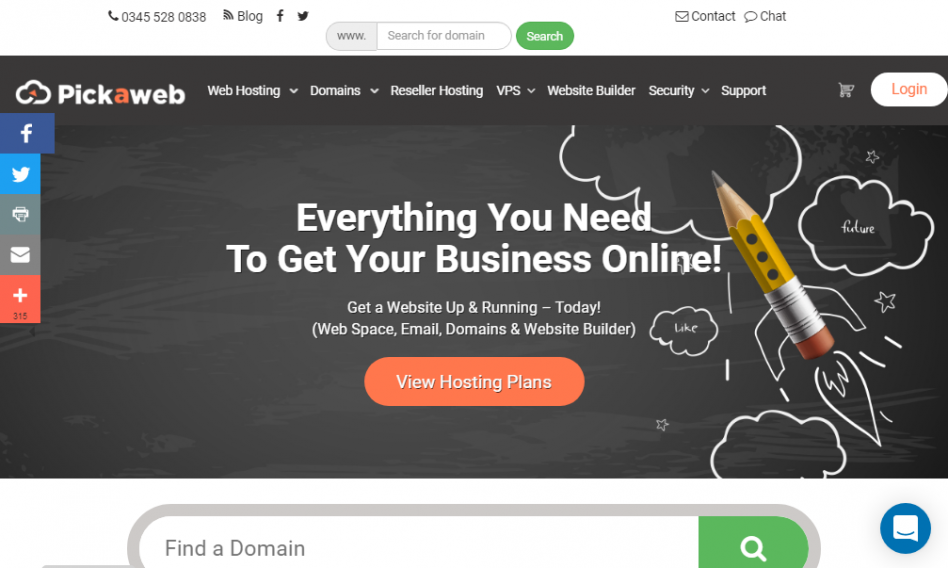 0345 528 0838 Blog Contact Chat
www. Search for domain Search
Pickaweb Web Hosting Domains Reseller Hosting VPS Website Builder Security Support Login
Everything You Need
To Get Your Business Online!
Get a Website Up & Running – Today!
(Web Space, Email, Domains & Website Builder)
View Hosting Plans
future
Like
315
Find a Domain